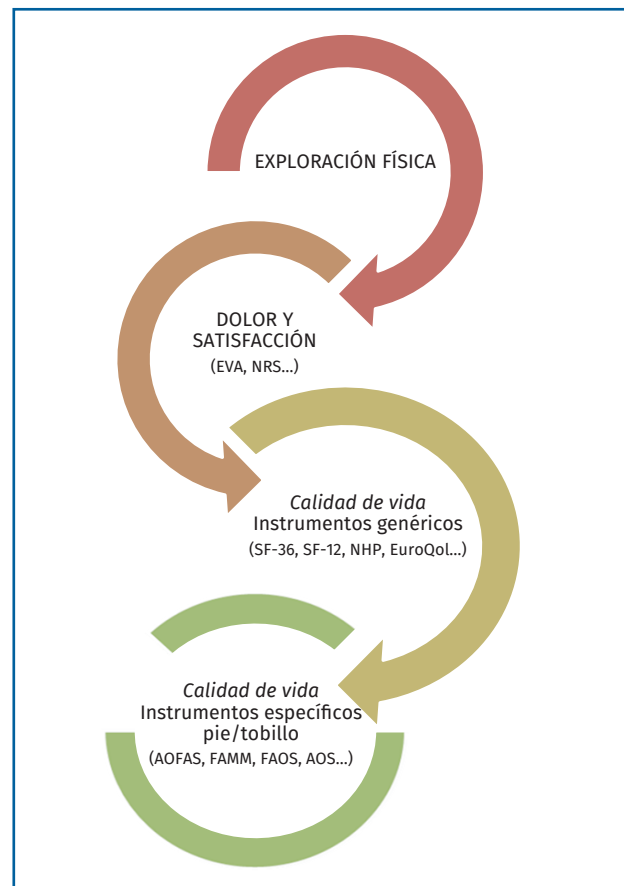 EXPLORACIÓN FÍSICA
DOLOR Y
SATISFACCIÓN
(EVA, NRS...)
Calidad de vida
Instrumentos genéricos
(SF-36, SF-12, NHP, EuroQol...)
Calidad de vida
Instrumentos específicos
pie/tobillo
(AOFAS, FAMM, FAOS, AOS...)